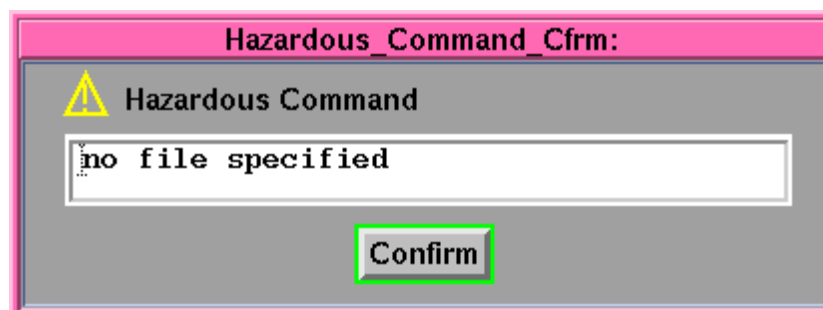 Hazardous_Command_Cfrm:
Hazardous Command
no file specified
Confirm